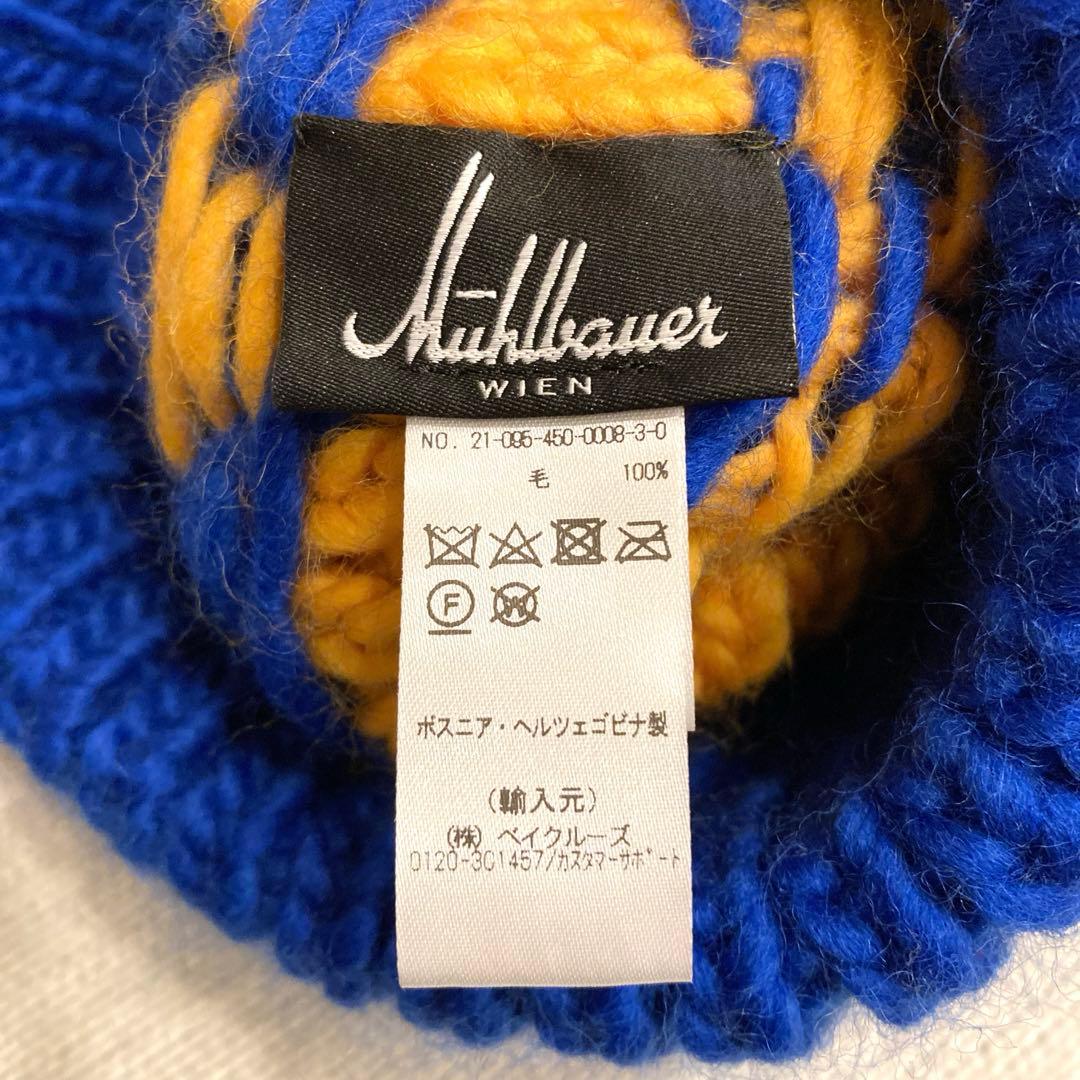 Mühlbauer
WIEN
NO. 21-095-450-0008-3-0
毛 100%
F
W
ボスニア・ヘルツェゴビナ製
(輸入元)
(株) ベイクルーズ
0120-301457/カスタマーサポート